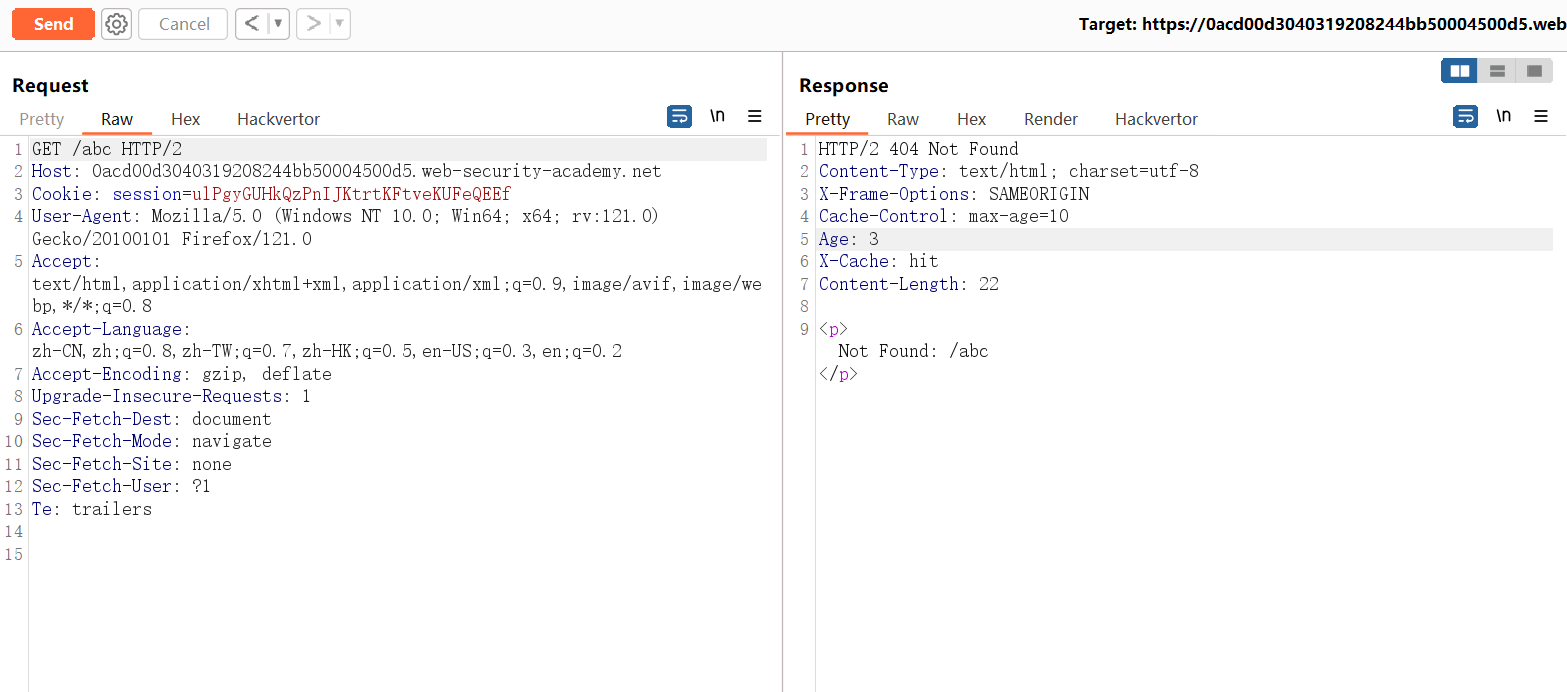 Send Cancel < ▼ > ▼ Target: https://0acd00d3040319208244bb50004500d5.web
Request
Pretty Raw Hex Hackvertor \n
1 GET /abc HTTP/2
2 Host: 0acd00d3040319208244bb50004500d5.web-security-academy.net
3 Cookie: session=ulPgyGUHkQzPnIJKtrtKFtveKUFeQEEf
4 User-Agent: Mozilla/5.0 (Windows NT 10.0; Win64; x64; rv:121.0)
Gecko/20100101 Firefox/121.0
5 Accept:
text/html,application/xhtml+xml,application/xml;q=0.9,image/avif,image/we
bp,*/*;q=0.8
6 Accept-Language:
zh-CN,zh;q=0.8,zh-TW;q=0.7,zh-HK;q=0.5,en-US;q=0.3,en;q=0.2
7 Accept-Encoding: gzip, deflate
8 Upgrade-Insecure-Requests: 1
9 Sec-Fetch-Dest: document
10 Sec-Fetch-Mode: navigate
11 Sec-Fetch-Site: none
12 Sec-Fetch-User: ?1
13 Te: trailers
14
15
Response
Pretty Raw Hex Render Hackvertor \n
1 HTTP/2 404 Not Found
2 Content-Type: text/html; charset=utf-8
3 X-Frame-Options: SAMEORIGIN
4 Cache-Control: max-age=10
5 Age: 3
6 X-Cache: hit
7 Content-Length: 22
8
9 <p>
Not Found: /abc
</p>